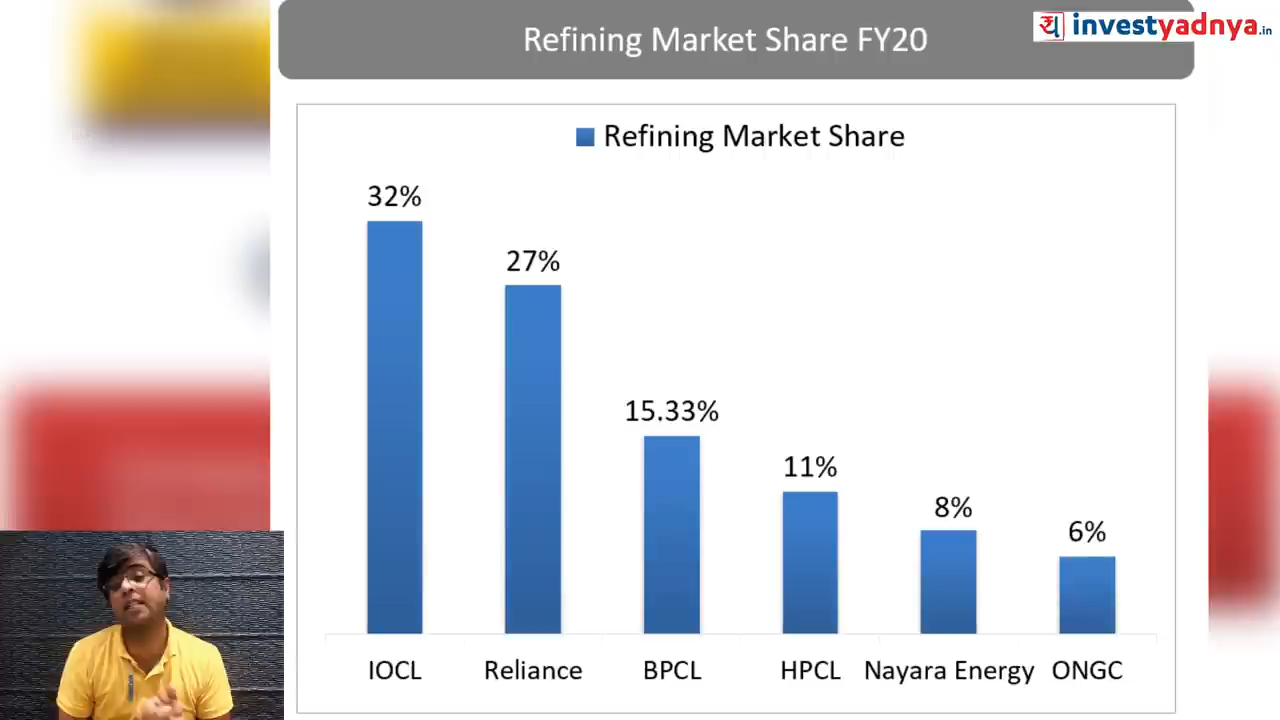 Refining Market Share FY20
यु investyadnya.in
Refining Market Share
32%
27%
15.33%
11%
8%
6%
IOCL Reliance BPCL HPCL Nayara Energy ONGC